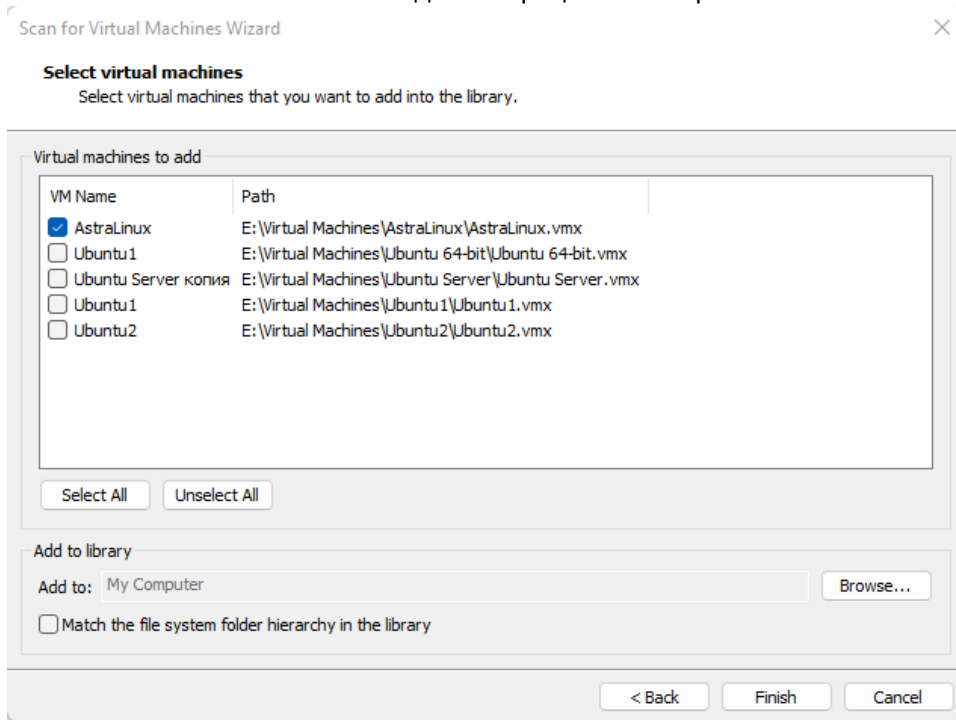 Scan for Virtual Machines Wizard
Select virtual machines
Select virtual machines that you want to add into the library.
Virtual machines to add
VM Name Path
AstraLinux E:\Virtual Machines\AstraLinux\AstraLinux.vmx
Ubuntu1 E:\Virtual Machines\Ubuntu 64-bit\Ubuntu 64-bit.vmx
Ubuntu Server копия E:\Virtual Machines\Ubuntu Server\Ubuntu Server.vmx
Ubuntu1 E:\Virtual Machines\Ubuntu1\Ubuntu1.vmx
Ubuntu2 E:\Virtual Machines\Ubuntu2\Ubuntu2.vmx
Select All Unselect All
Add to library
Add to: My Computer Browse...
Match the file system folder hierarchy in the library
< Back Finish Cancel